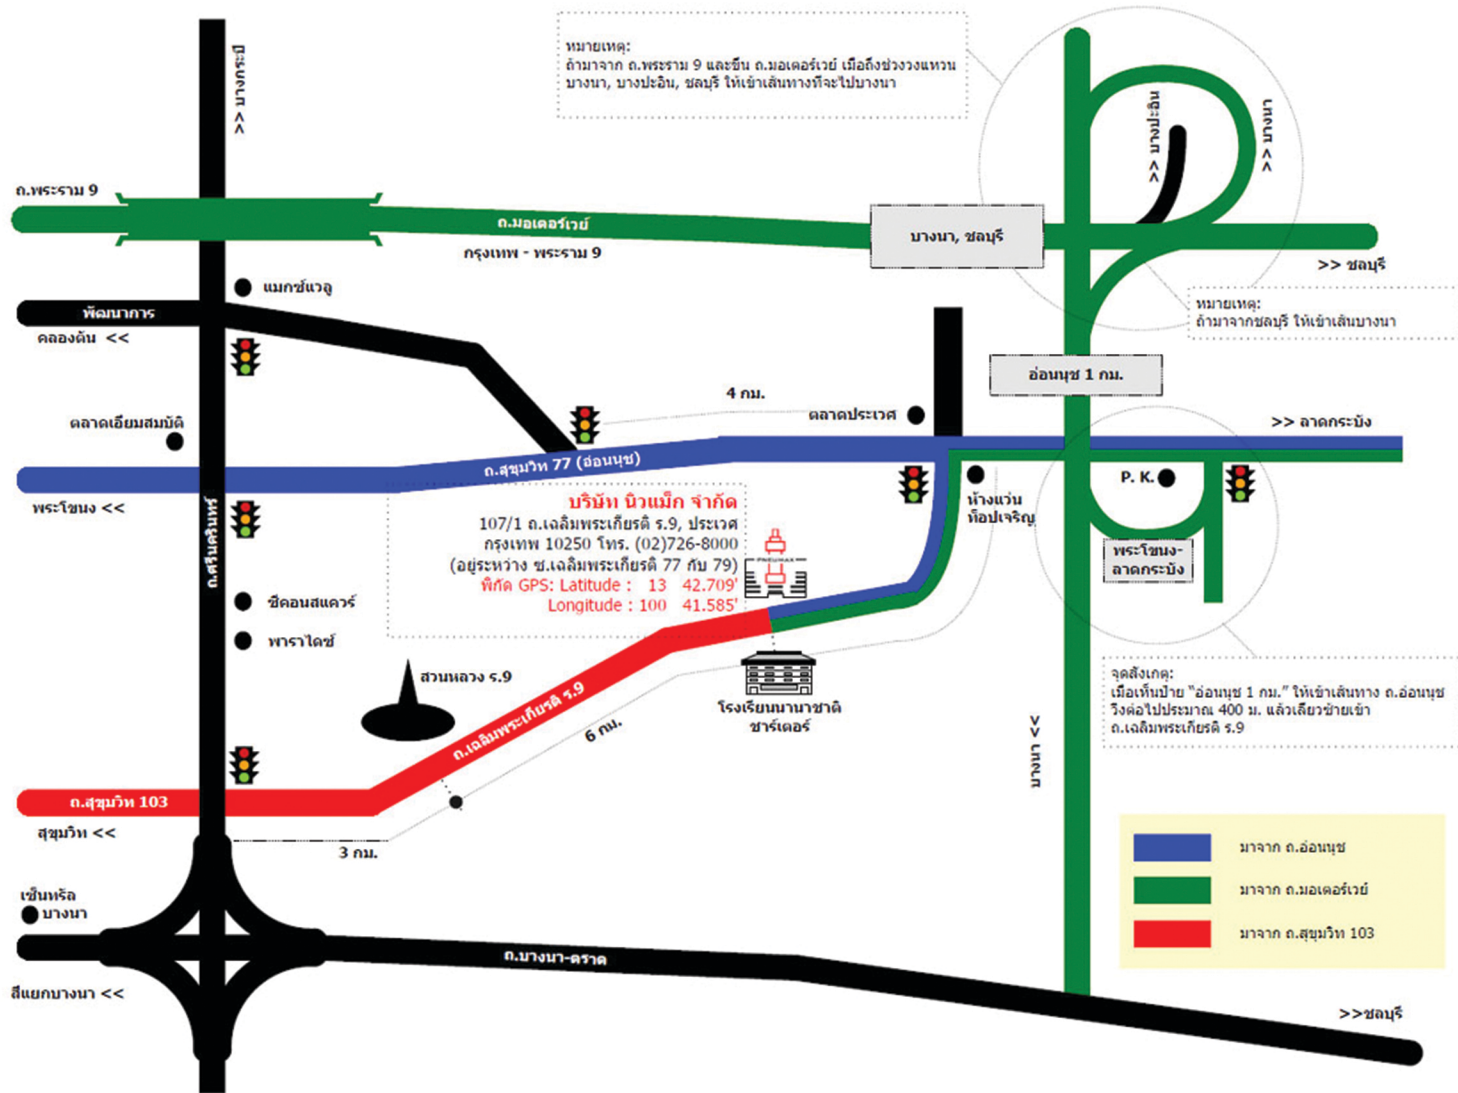 หมายเหตุ:
ถ้ามาจาก ถ.พระราม 9 และขึ้น ถ.มอเตอร์เวย์ เมื่อถึงช่วงวงแหวน
บางนา, บางปะอิน, ชลบุรี ให้เข้าเส้นทางที่จะไปบางนา
>> บางกะปิ
>> บางปะอิน
>> บางนา
ถ.พระราม 9
ถ.มอเตอร์เวย์
กรุงเทพ - พระราม 9
บางนา, ชลบุรี
>> ชลบุรี
แมกซ์แวลู
หมายเหตุ:
ถ้ามาจากชลบุรี ให้เข้าเส้นบางนา
พัฒนาการ
คลองตัน <<
อ่อนนุช 1 กม.
4 กม.
ตลาดประเวศ
>> ลาดกระบัง
ตลาดเอี่ยมสมบัติ
ถ.สุขุมวิท 77 (อ่อนนุช)
P. K.
พระโขนง <<
ห้างแว่น
ท็อปเจริญ
บริษัท นิวแม็ก จำกัด
107/1 ถ.เฉลิมพระเกียรติ ร.9, ประเวศ
กรุงเทพ 10250 โทร. (02)726-8000
(อยู่ระหว่าง ซ.เฉลิมพระเกียรติ 77 กับ 79)
พิกัด GPS: Latitude : 13 42.709'
Longitude : 100 41.585'
PNEUMAX
พระโขนง-
ลาดกระบัง
ถ.ศรีนครินทร์
ซีคอนสแควร์
พาราไดซ์
สวนหลวง ร.9
ถ.เฉลิมพระเกียรติ ร.9
6 กม.
โรงเรียนนานาชาติ
ชาร์เตอร์
จุดสังเกตุ:
เมื่อเห็นป้าย "อ่อนนุช 1 กม." ให้เข้าเส้นทาง ถ.อ่อนนุช
วิ่งต่อไปประมาณ 400 ม. แล้วเลี้ยวซ้ายเข้า
ถ.เฉลิมพระเกียรติ ร.9
บางนา <<
ถ.สุขุมวิท 103
สุขุมวิท <<
3 กม.
มาจาก ถ.อ่อนนุช
มาจาก ถ.มอเตอร์เวย์
มาจาก ถ.สุขุมวิท 103
เซ็นทรัล
บางนา
ถ.บางนา-ตราด
สี่แยกบางนา <<
>>ชลบุรี